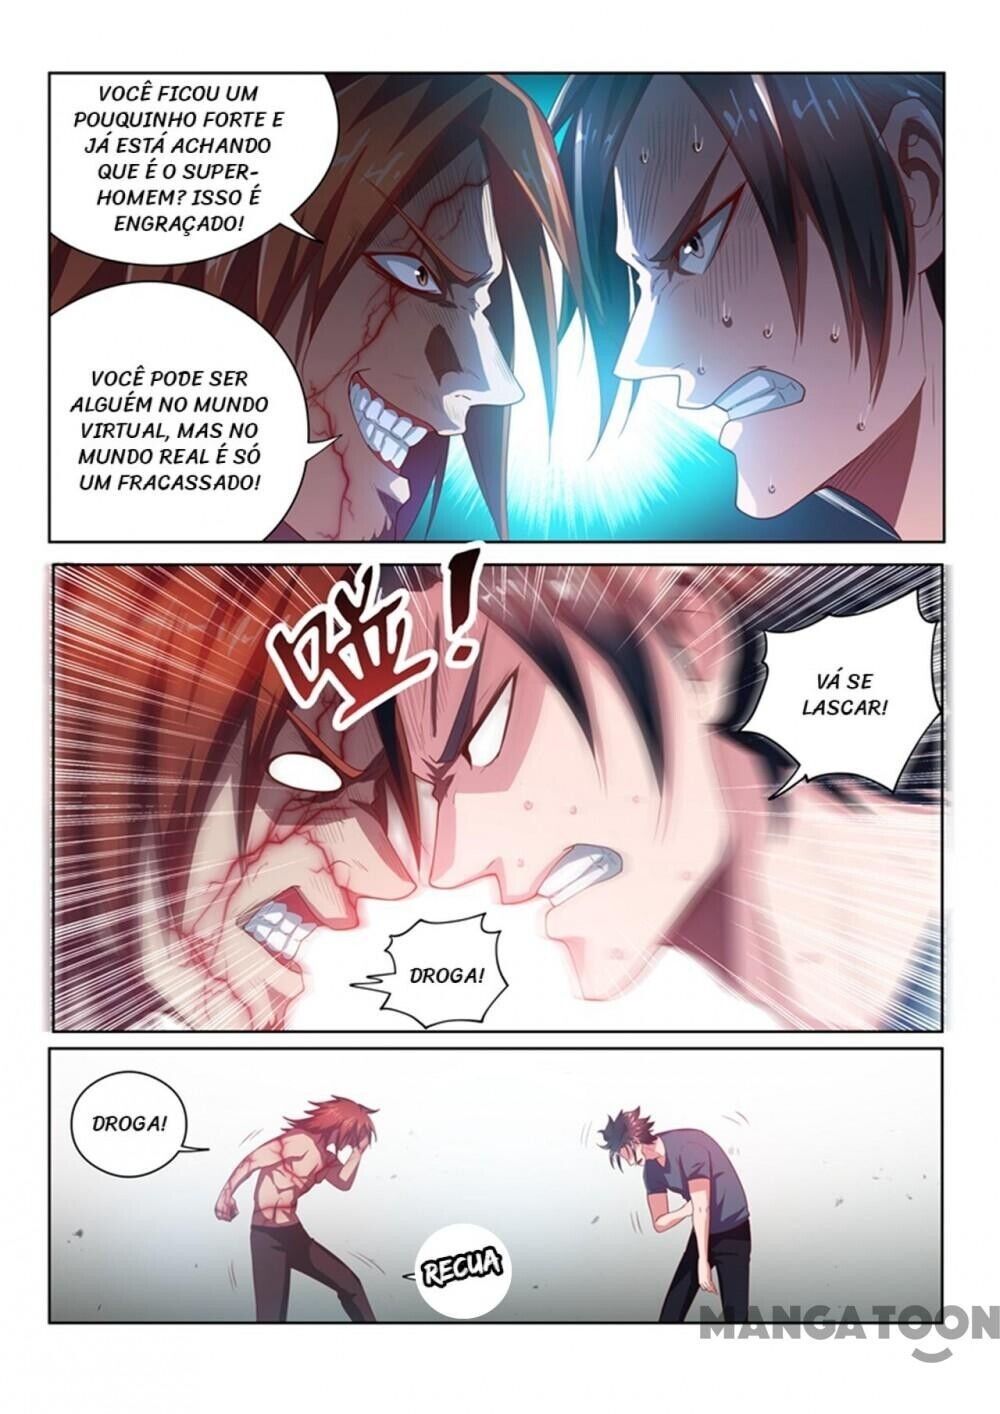 VOCÊ FICOU UM
POUQUINHO FORTE E
JÁ ESTÁ ACHANDO
QUE É O SUPER-
HOMEM? ISSO É
ENGRAÇADO!
VOCÊ PODE SER
ALGUÉM NO MUNDO
VIRTUAL, MAS NO
MUNDO REAL É SÓ
UM FRACASSADO!
哐!
VÁ SE
LASCAR!
DROGA!
DROGA!
RECUA
MANGATOON